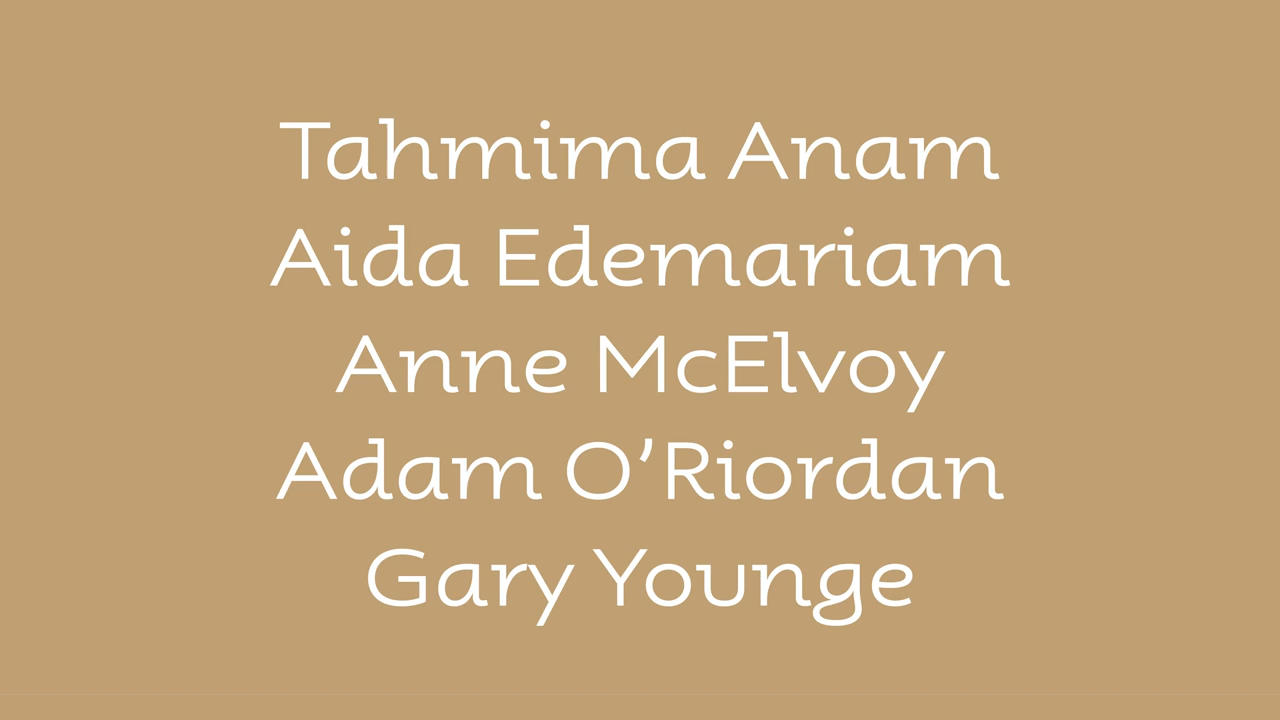 Tahmima Anam
Aida Edemariam
Anne McElvoy
Adam O’Riordan
Gary Younge